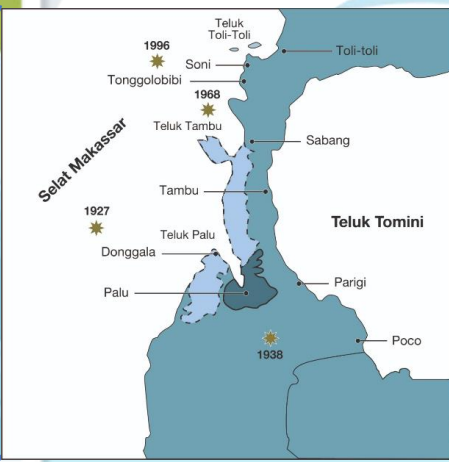 Teluk
Toli-Toli
1996
Toli-toli
Soni
Tonggolobibi
1968
Teluk Tambu
Sabang
Selat Makassar
Tambu
1927
Teluk Tomini
Teluk Palu
Donggala
Parigi
Palu
Poco
1938